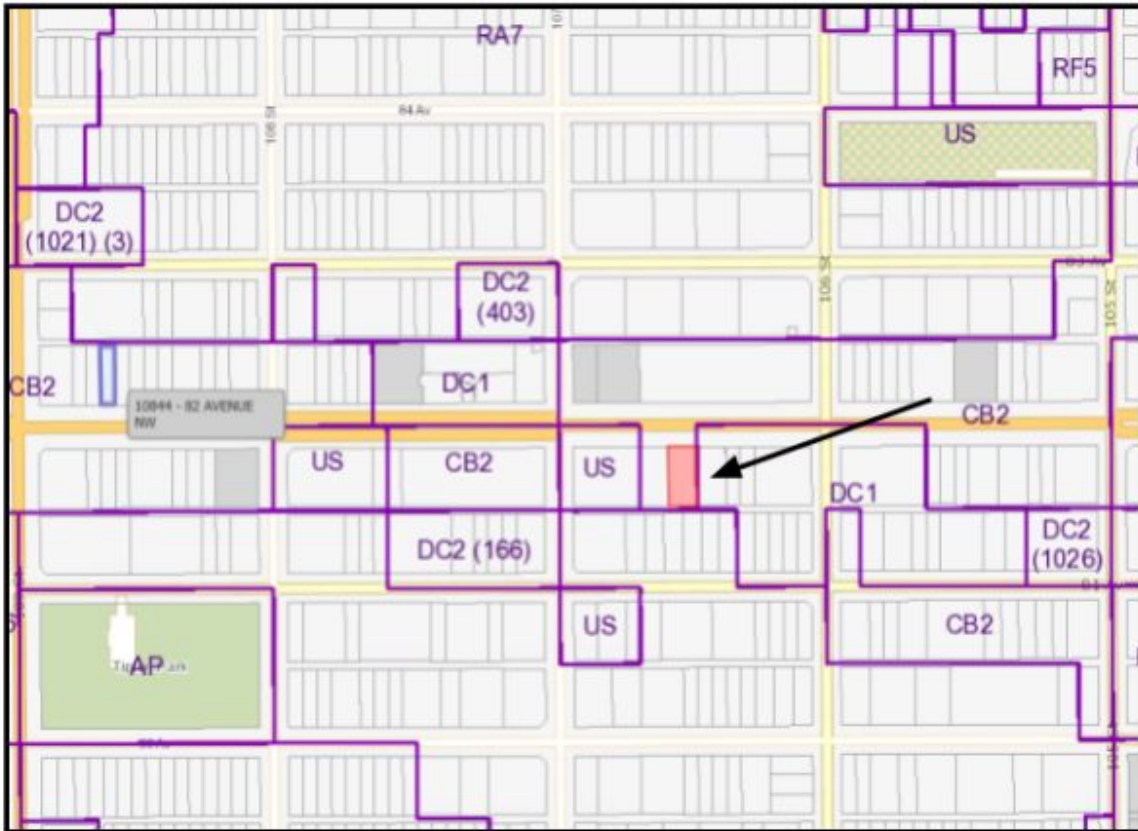 RA7
RF5
84 Av
108 St
US
DC2
(1021) (3)
83 Av
106 St
105 St
DC2
(403)
CB2
DC1
10844 - 82 AVENUE
NW
CB2
US
CB2
US
DC1
DC2 (166)
DC2
(1026)
US
CB2
AP